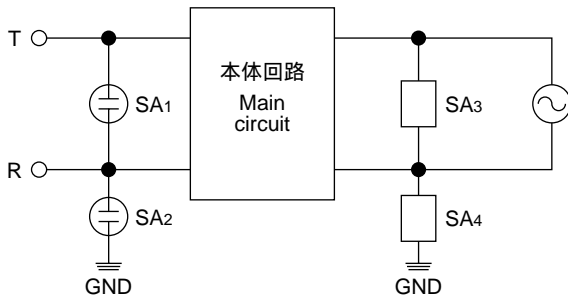 T
本体回路
Main
circuit
SA1
SA3
R
SA2
SA4
GND
GND